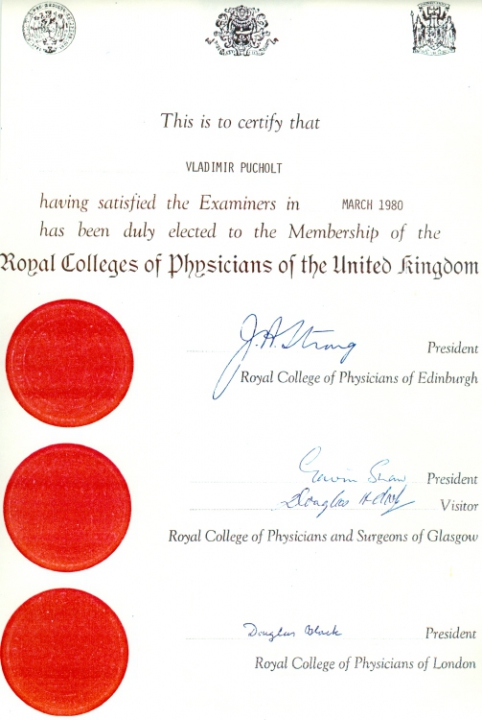 This is to certify that
VLADIMIR PUCHOLT
having satisfied the Examiners in MARCH 1980
has been duly elected to the Membership of the
Royal Colleges of Physicians of the United Kingdom
J.A. Strong President
Royal College of Physicians of Edinburgh
Gavin Shaw President
Douglas Visitor
Royal College of Physicians and Surgeons of Glasgow
Douglas Black President
Royal College of Physicians of London